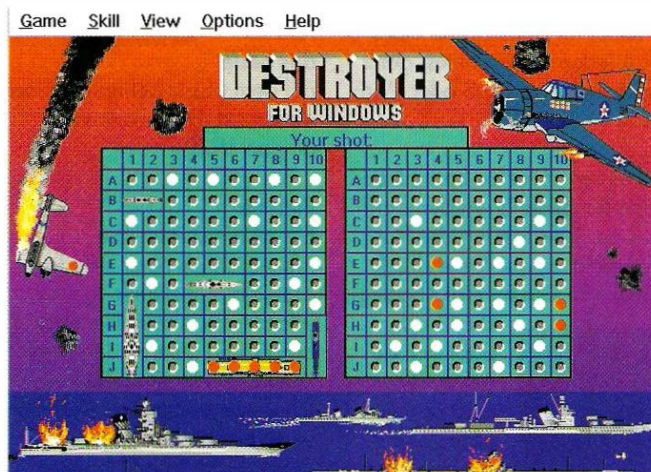 Game Skill View Options Help
DESTROYER
FOR WINDOWS
Your shot:
1 2 3 4 5 6 7 8 9 10
A
B
C
D
E
F
G
H
I
J
1 2 3 4 5 6 7 8 9 10
A
B
C
D
E
F
G
H
I
J